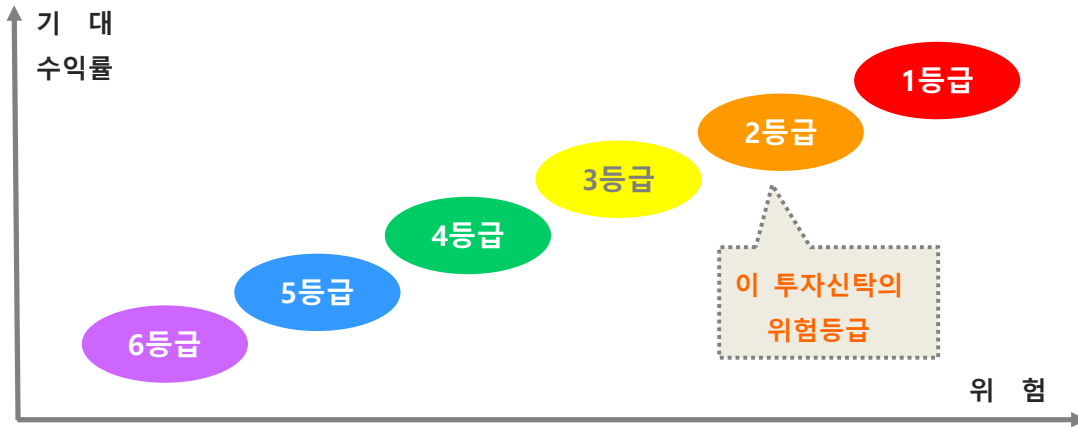 기 대
수익률
1등급
2등급
3등급
4등급
5등급
6등급
이 투자신탁의
위험등급
위 험